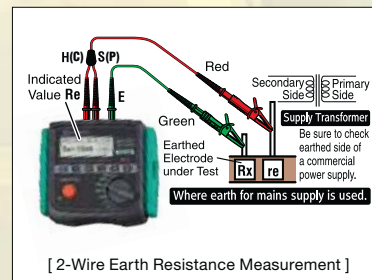 H(C) S(P)
Red
Indicated
Value Re
E
Green
Secondary
Side
Primary
Side
Supply Transformer
Be sure to check
earthed side of
a commercial
power supply.
Earthed
Electrode
under Test
Rx
re
Where earth for mains supply is used.
[ 2-Wire Earth Resistance Measurement ]